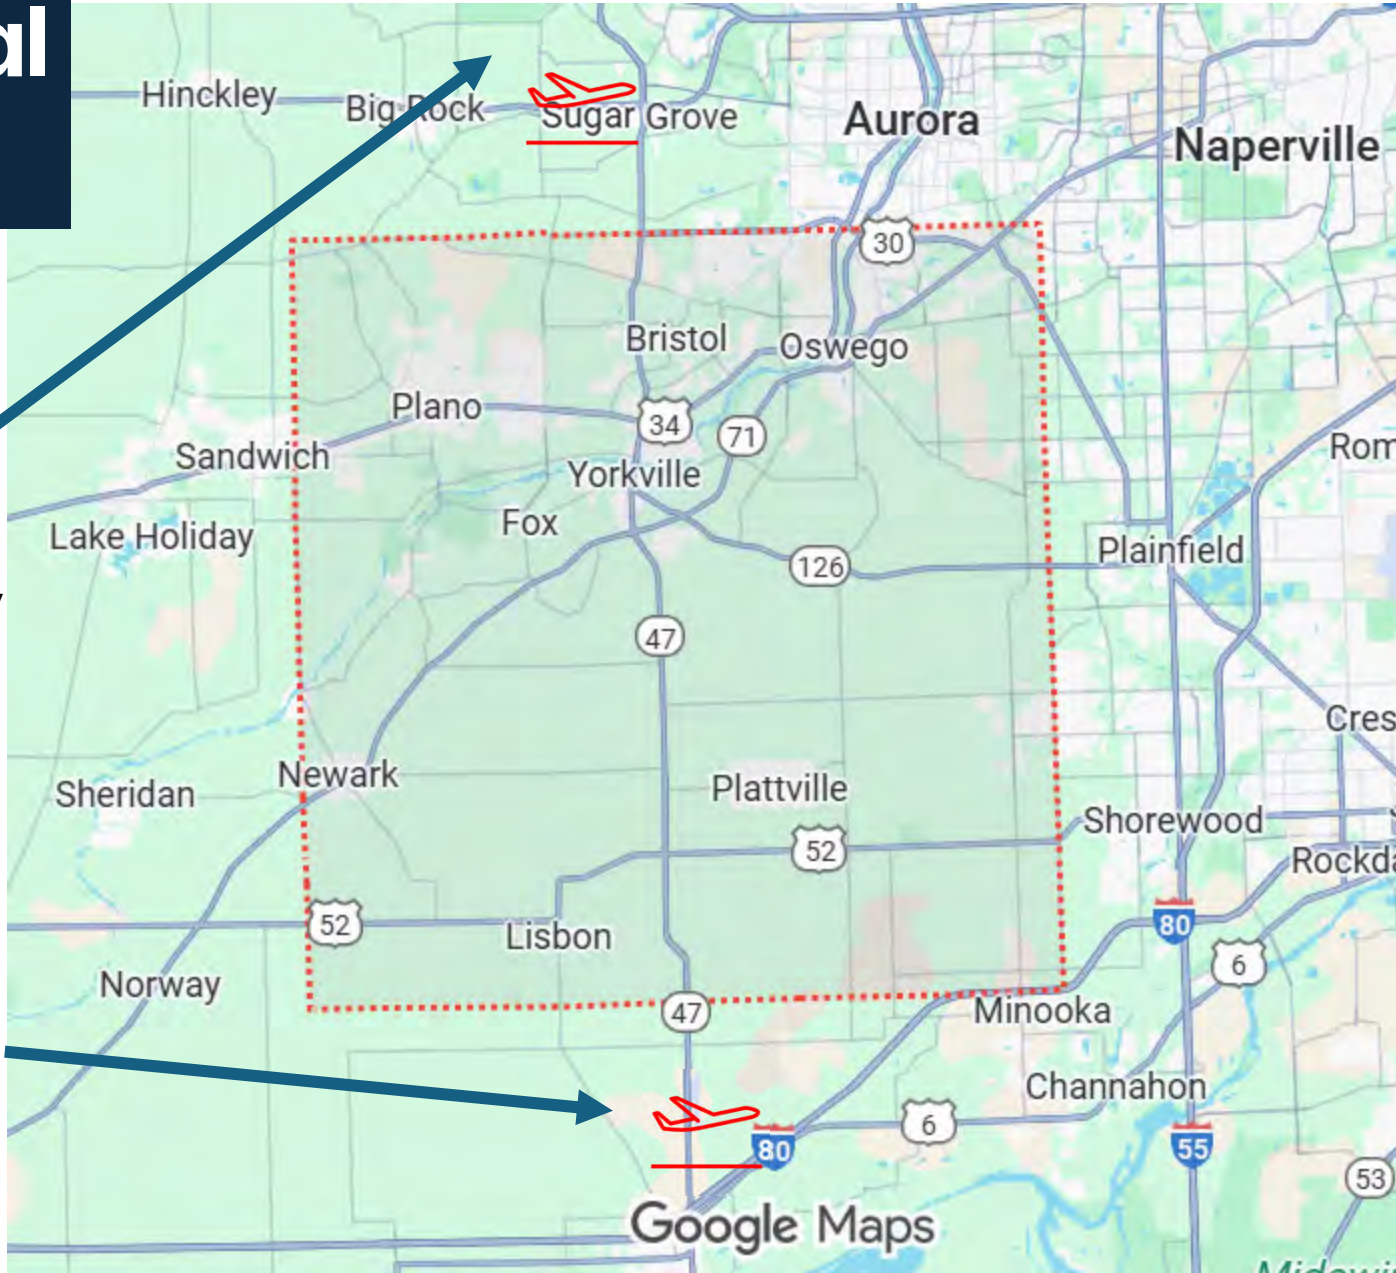 al
Hinckley
Big Rock
Sugar Grove
Aurora
Naperville
30
Bristol
Oswego
Plano
34
71
Sandwich
Yorkville
Rom
Lake Holiday
Fox
Plainfield
126
47
Cres
Newark
Sheridan
Plattville
Shorewood
52
Rockda
52
80
Lisbon
6
Norway
47
Minooka
Channahon
6
80
55
53
Google Maps